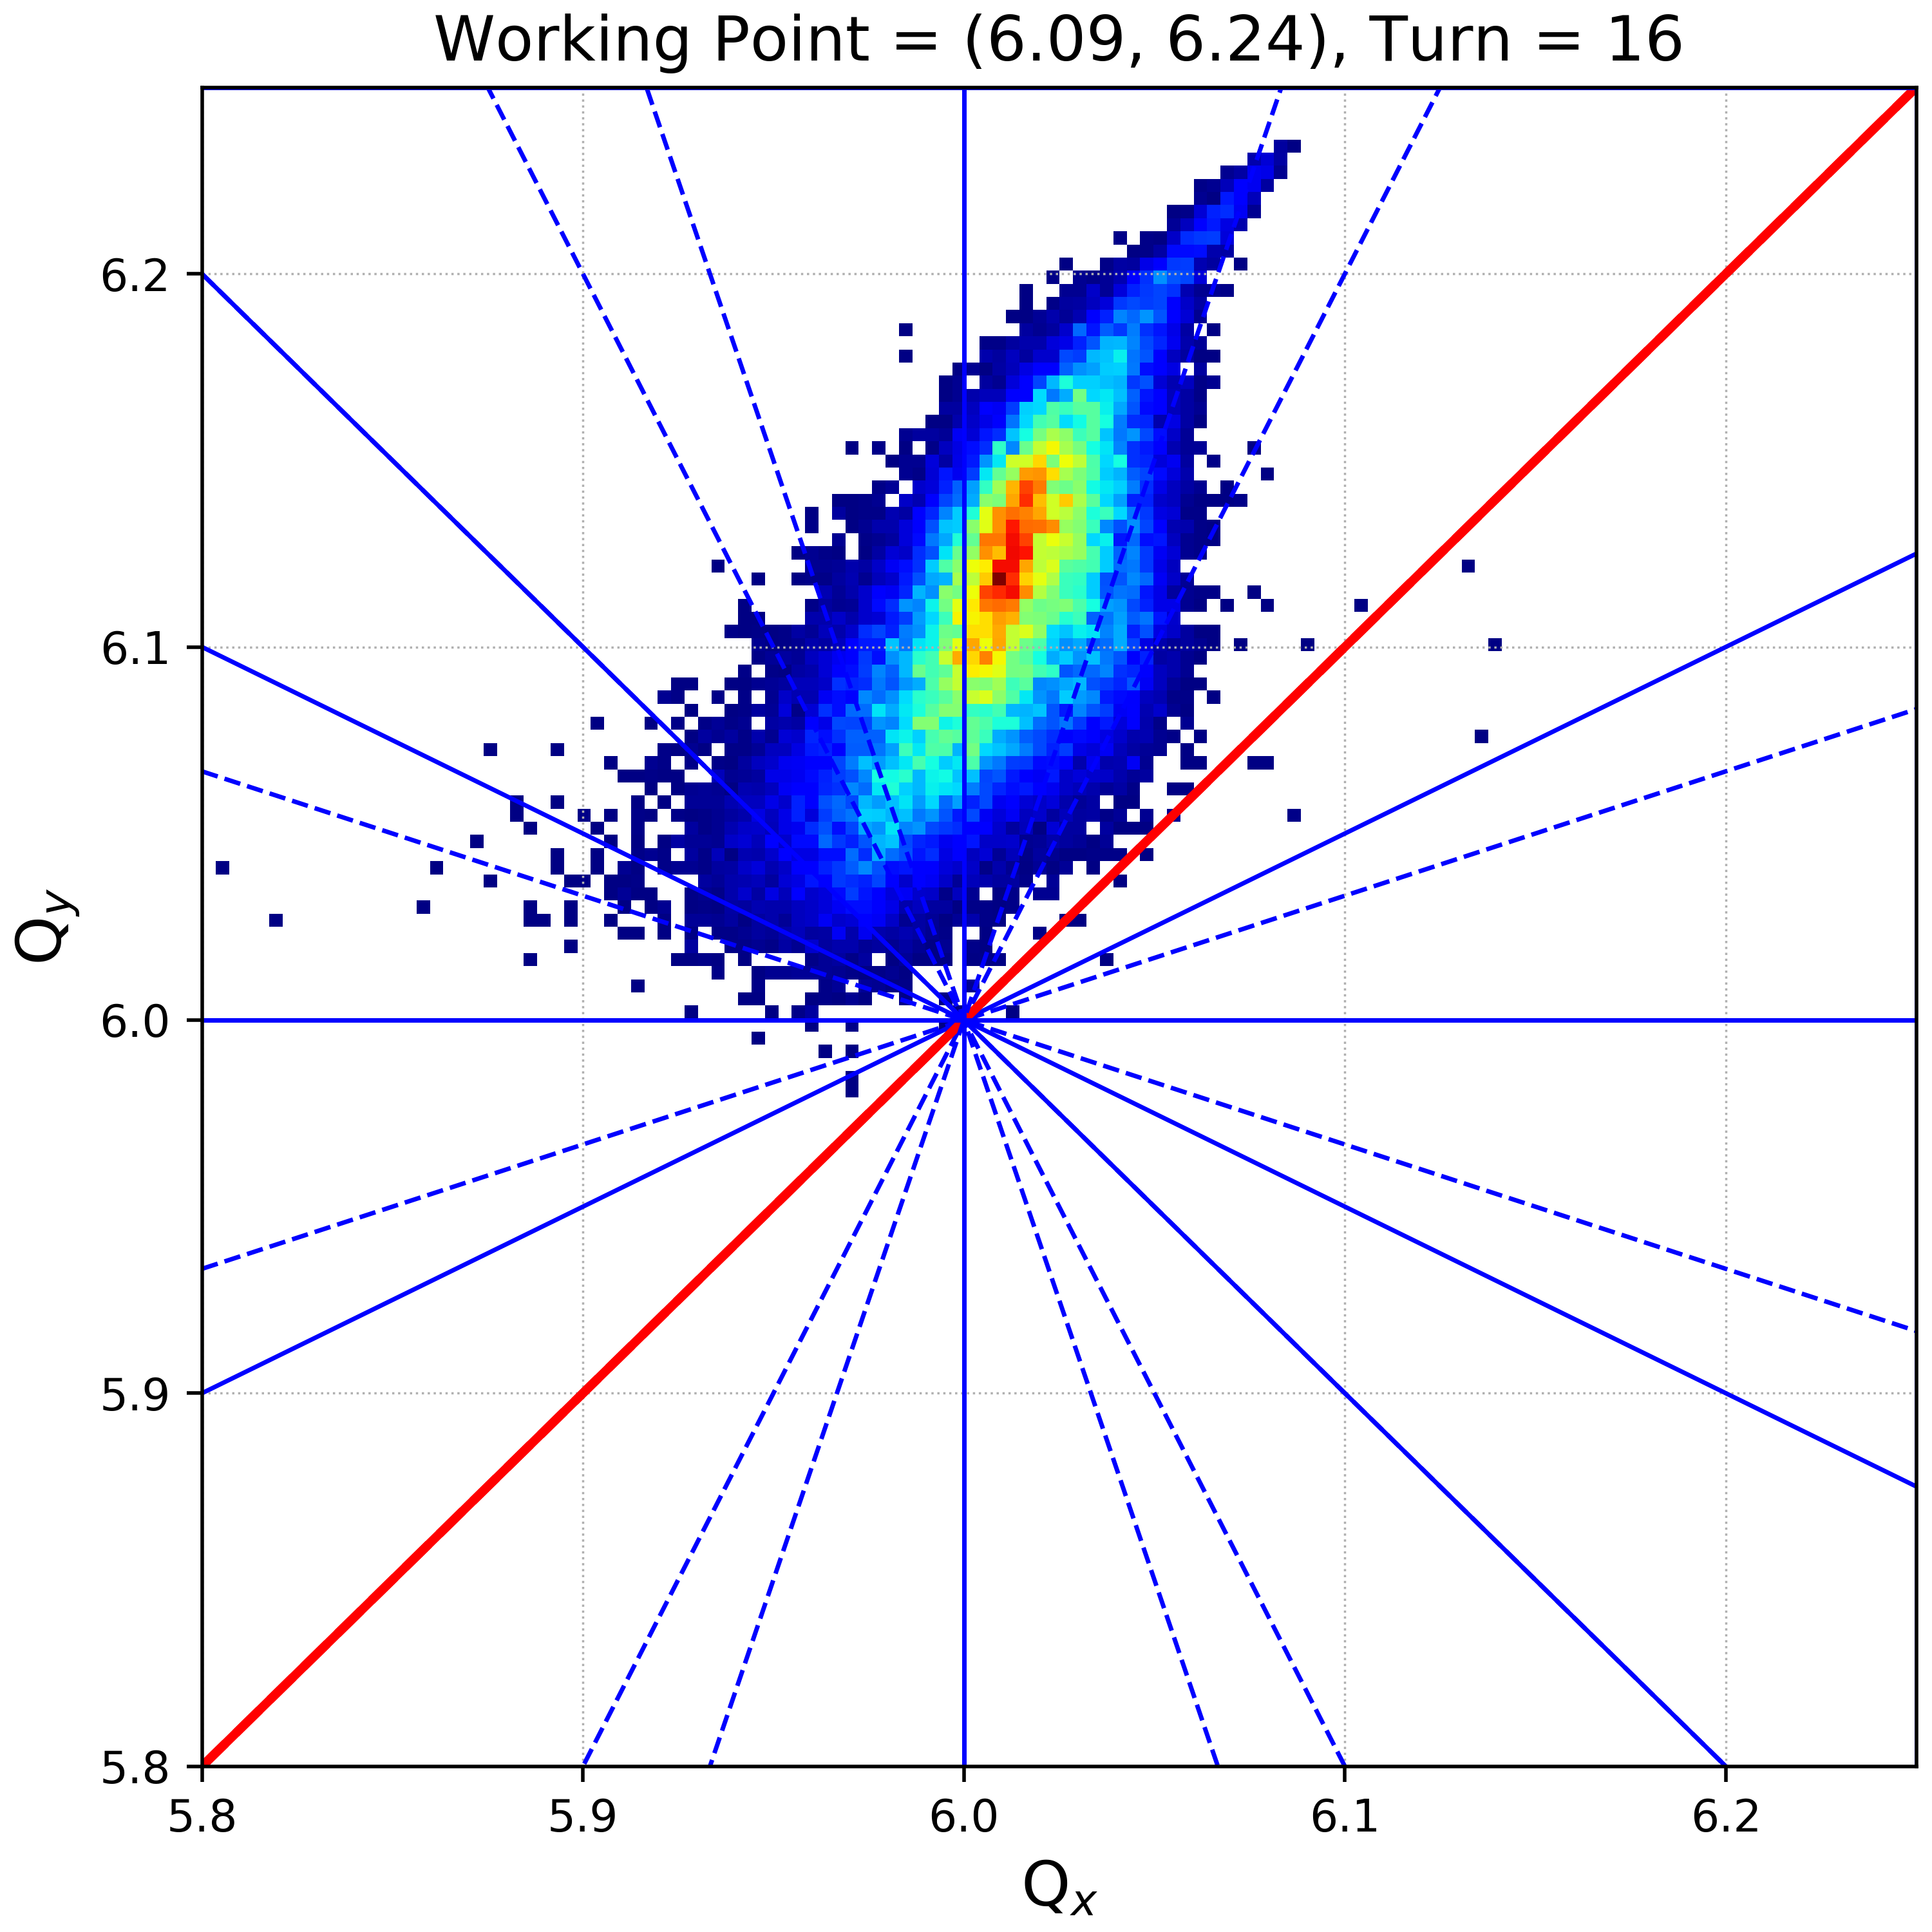 Working Point = (6.09, 6.24), Turn = 16
6.2
6.1
6.0
5.9
5.8
Qy
5.8 5.9 6.0 6.1 6.2
Qx